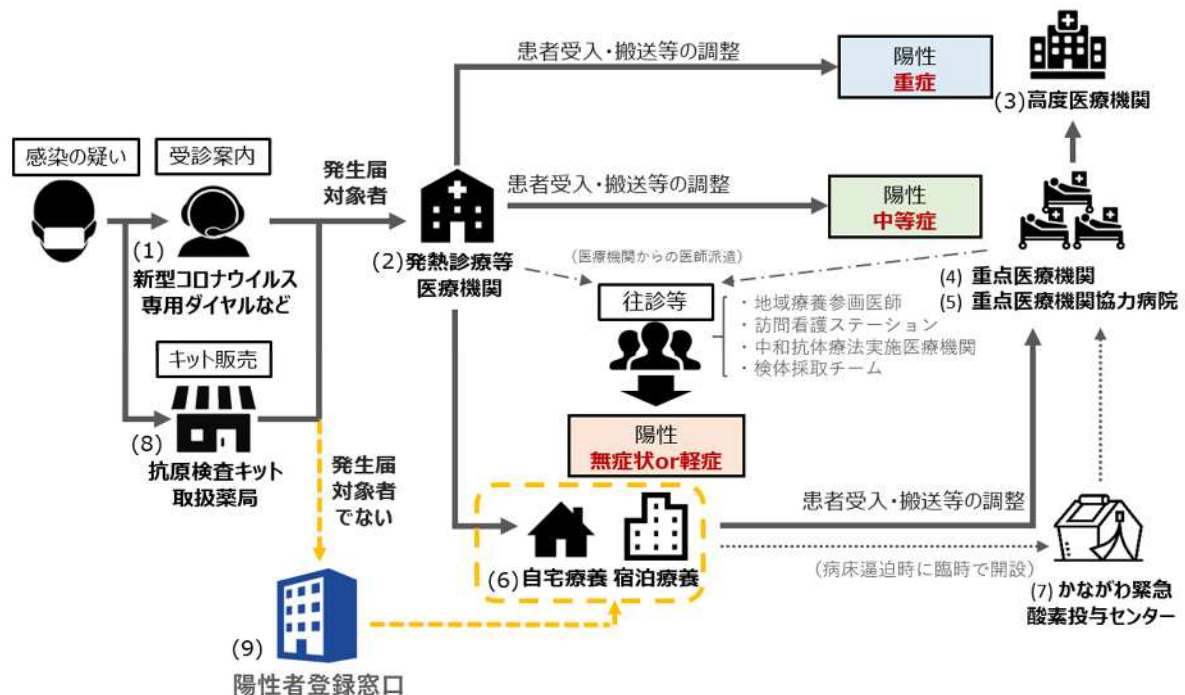 患者受入・搬送等の調整
陽性
重症
(3)高度医療機関
感染の疑い
受診案内
発生届
対象者
患者受入・搬送等の調整
陽性
中等症
(1)
新型コロナウイルス
専用ダイヤルなど
(2)発熱診療等
医療機関
(医療機関からの医師派遣)
(4) 重点医療機関
(5) 重点医療機関協力病院
往診等
・地域療養参画医師
・訪問看護ステーション
・中和抗体療法実施医療機関
・検体採取チーム
キット販売
(8)
抗原検査キット
取扱薬局
陽性
無症状or軽症
発生届
対象者
でない
患者受入・搬送等の調整
(6)自宅療養 宿泊療養
(病床逼迫時に臨時で開設)
(7)かながわ緊急
酸素投与センター
(9)
陽性者登録窓口